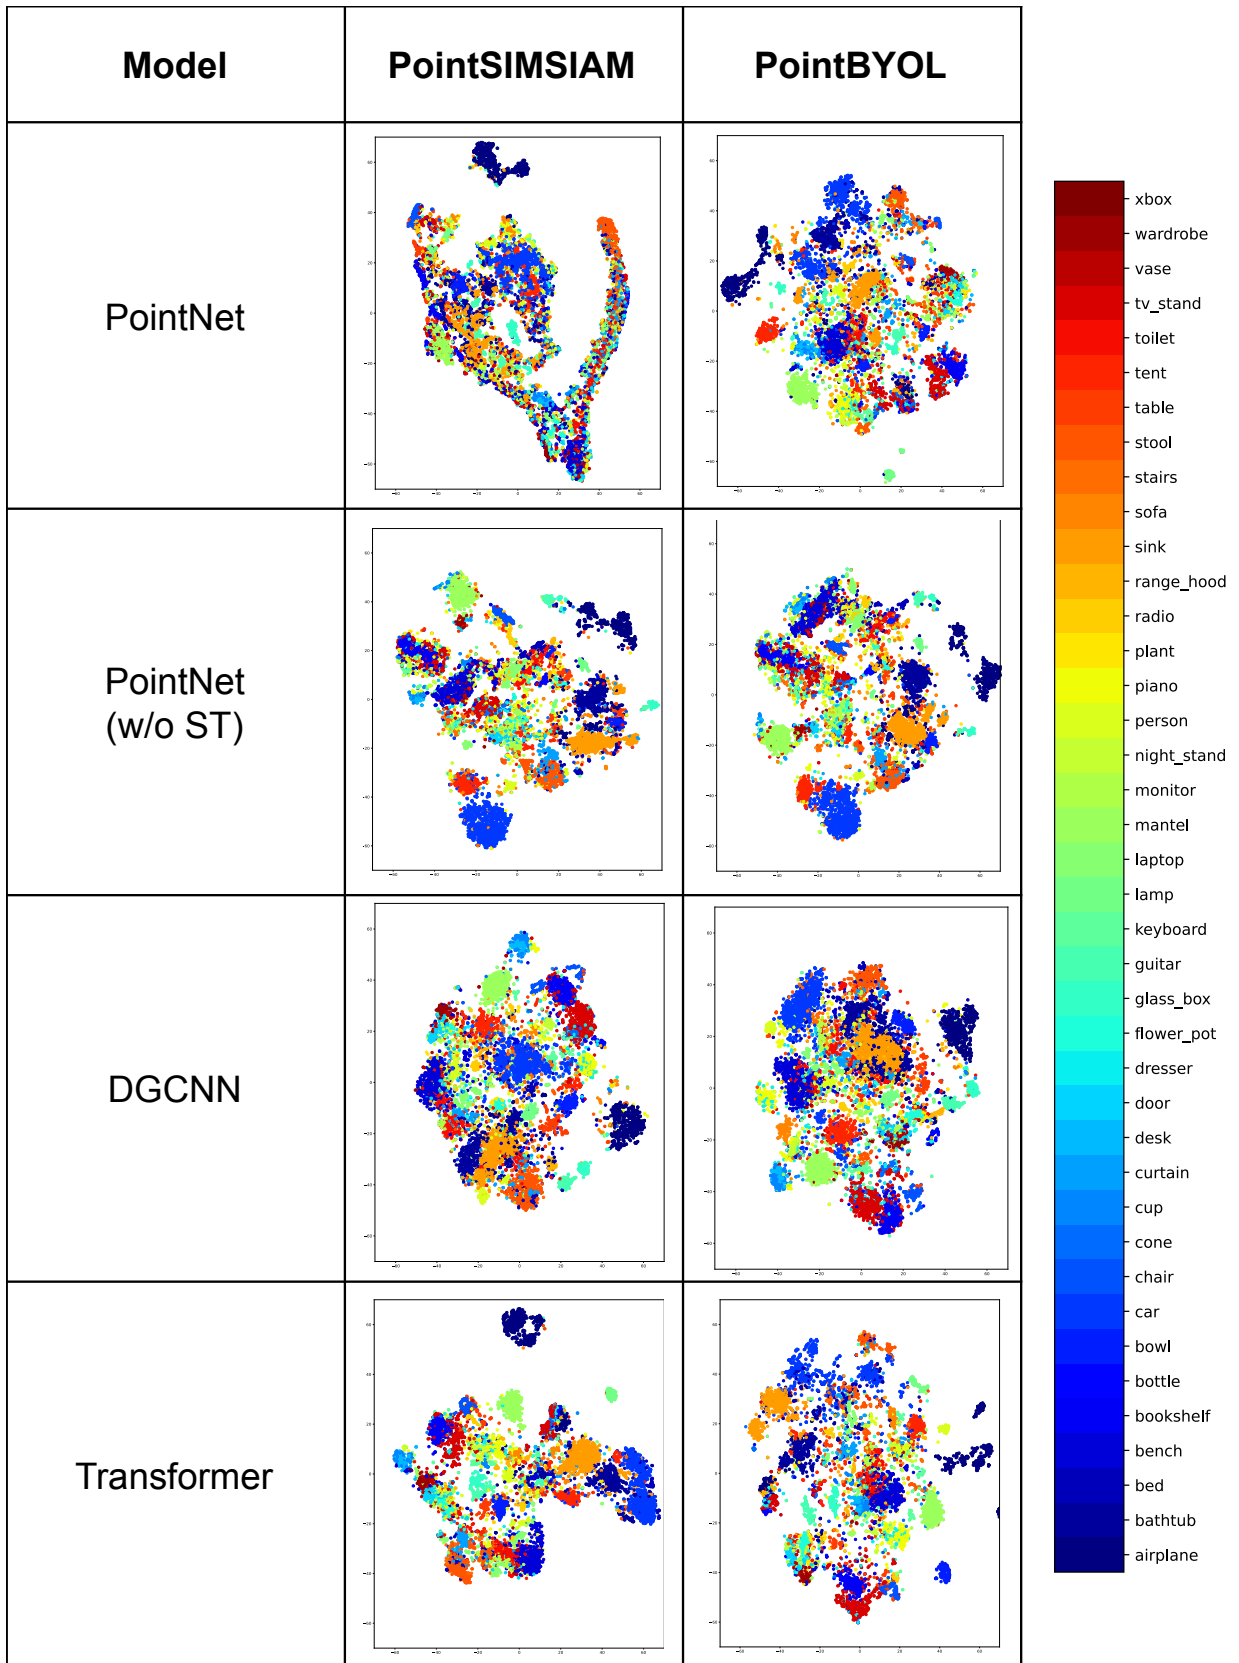 Model PointSIMSIAM PointBYOL
PointNet
PointNet
(w/o ST)
DGCNN
Transformer
xbox
wardrobe
vase
tv_stand
toilet
tent
table
stool
stairs
sofa
sink
range_hood
radio
plant
piano
person
night_stand
monitor
mantel
laptop
lamp
keyboard
guitar
glass_box
flower_pot
dresser
door
desk
curtain
cup
cone
chair
car
bowl
bottle
bookshelf
bench
bed
bathtub
airplane